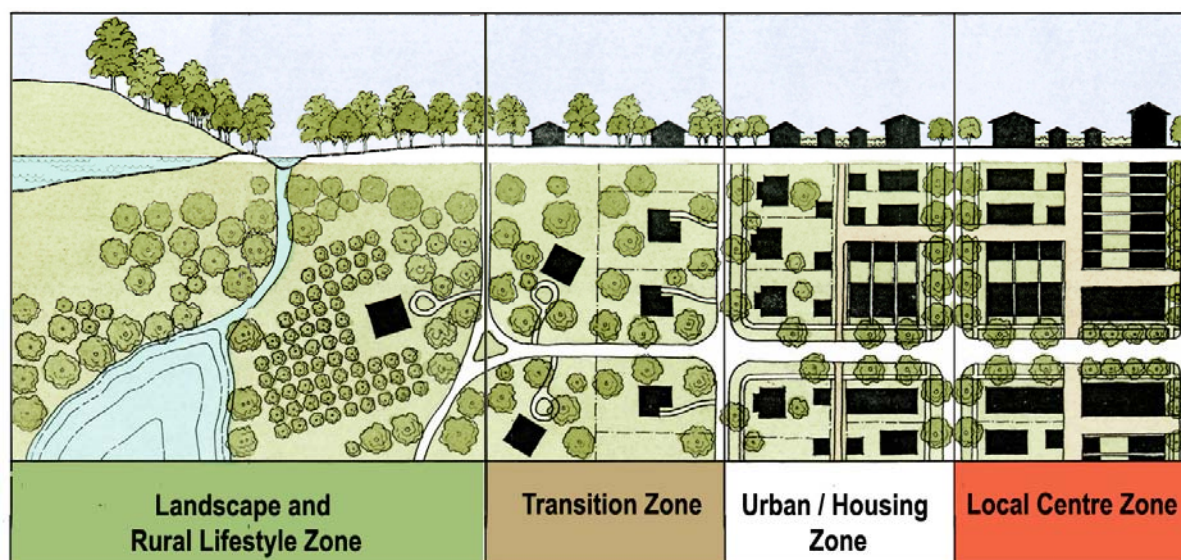 Landscape and
Rural Lifestyle Zone
Transition Zone
Urban / Housing
Zone
Local Centre Zone